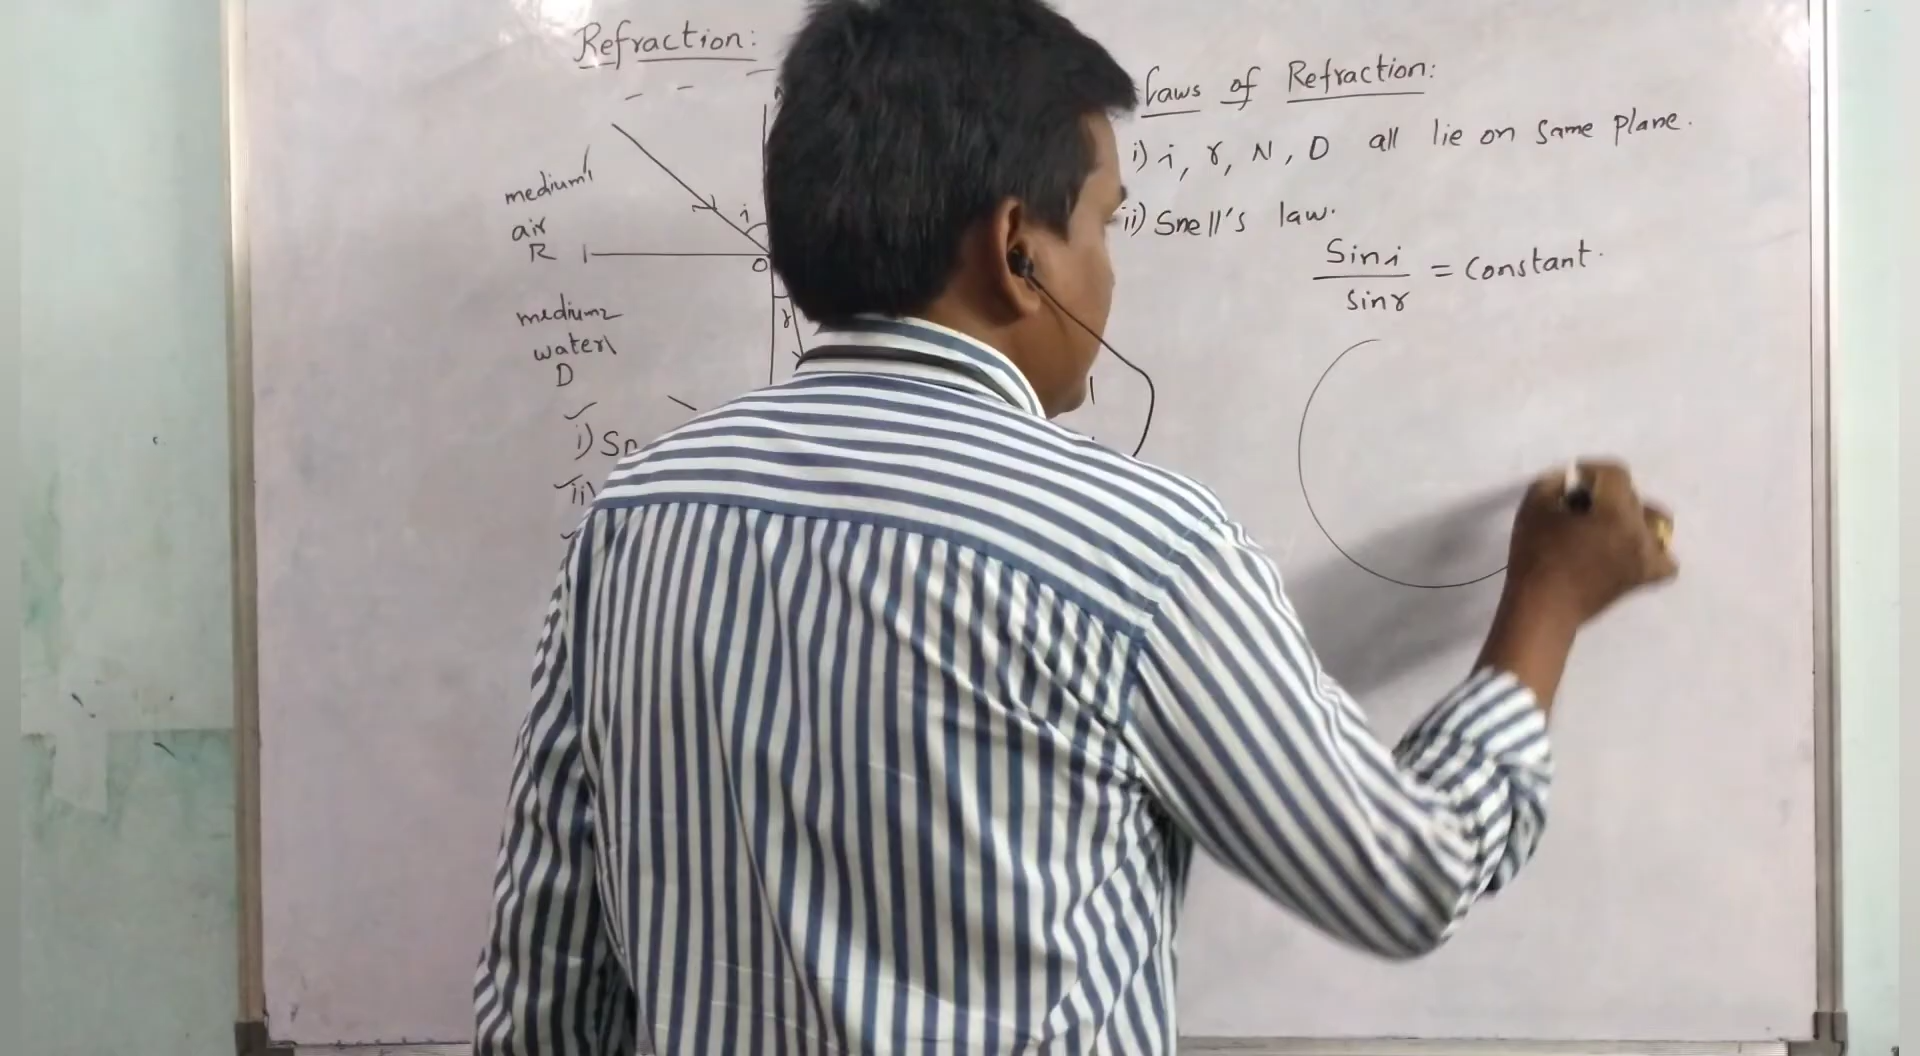 Refraction:
medium1
air
R
i
O
medium2
water
D
r
i)
ii)
Laws of Refraction:
i) i, r, N, D all lie on same plane.
ii) Snell's law.
Sin i
sin r
= Constant.